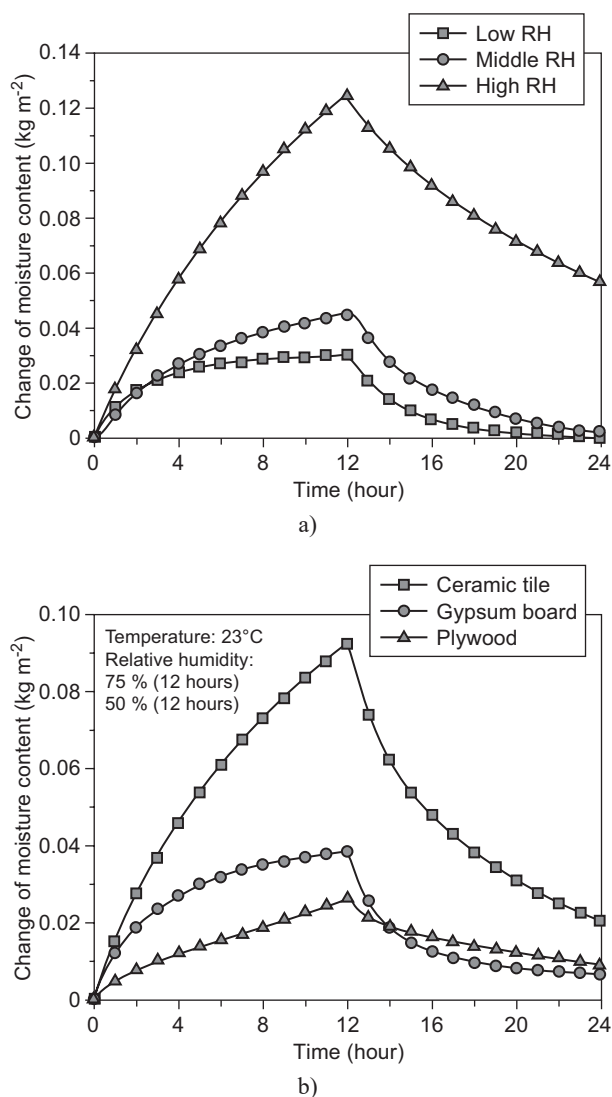 Low RH
Middle RH
High RH
Change of moisture content (kg m-2)
0.14
0.12
0.10
0.08
0.06
0.04
0.02
0
0 4 8 12 16 20 24
Time (hour)
a)
Ceramic tile
Gypsum board
Plywood
Change of moisture content (kg m-2)
0.10
0.08
0.06
0.04
0.02
0
Temperature: 23°C
Relative humidity:
75 % (12 hours)
50 % (12 hours)
0 4 8 12 16 20 24
Time (hour)
b)